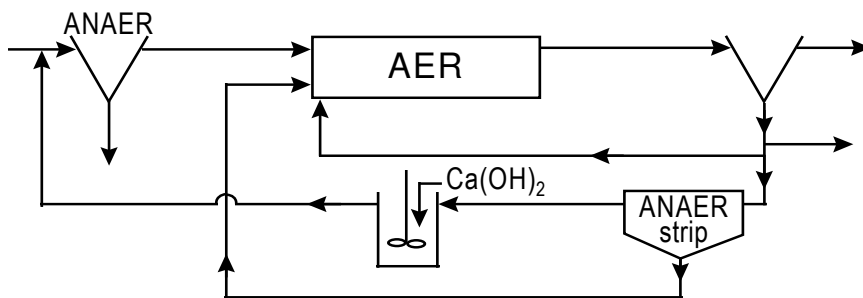 ANAER
AER
Ca(OH)₂
ANAER
strip